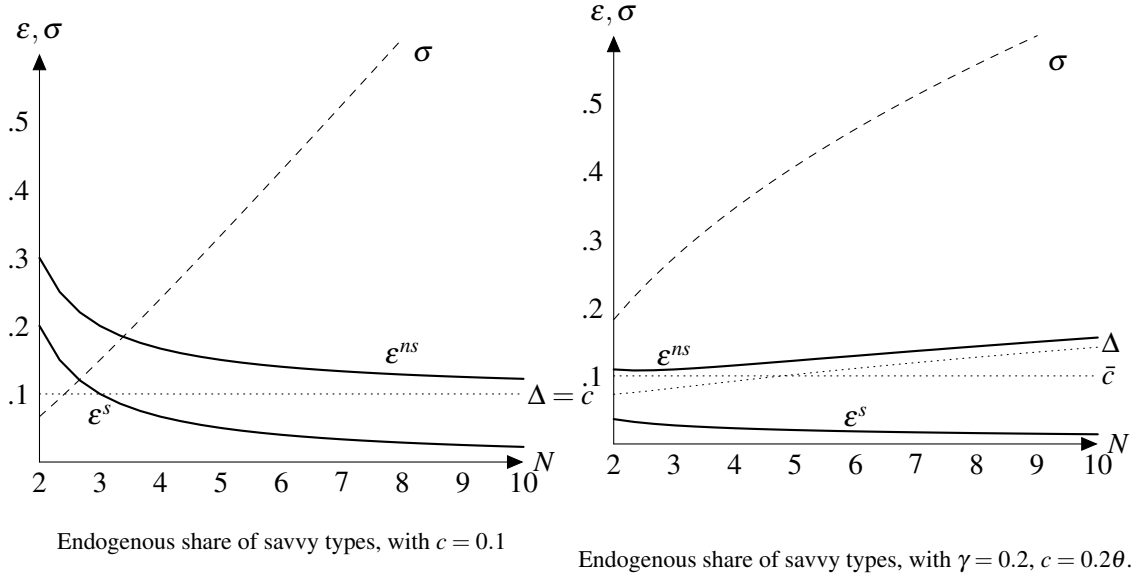 ε, σ
σ
.5
.4
.3
.2
.1
ε^{ns}
ε^{s}
Δ = c
N
2 3 4 5 6 7 8 9 10
Endogenous share of savvy types, with c = 0.1
ε, σ
σ
.5
.4
.3
.2
.1
ε^{ns}
Δ
c̄
ε^{s}
N
2 3 4 5 6 7 8 9 10
Endogenous share of savvy types, with γ = 0.2, c = 0.2θ.